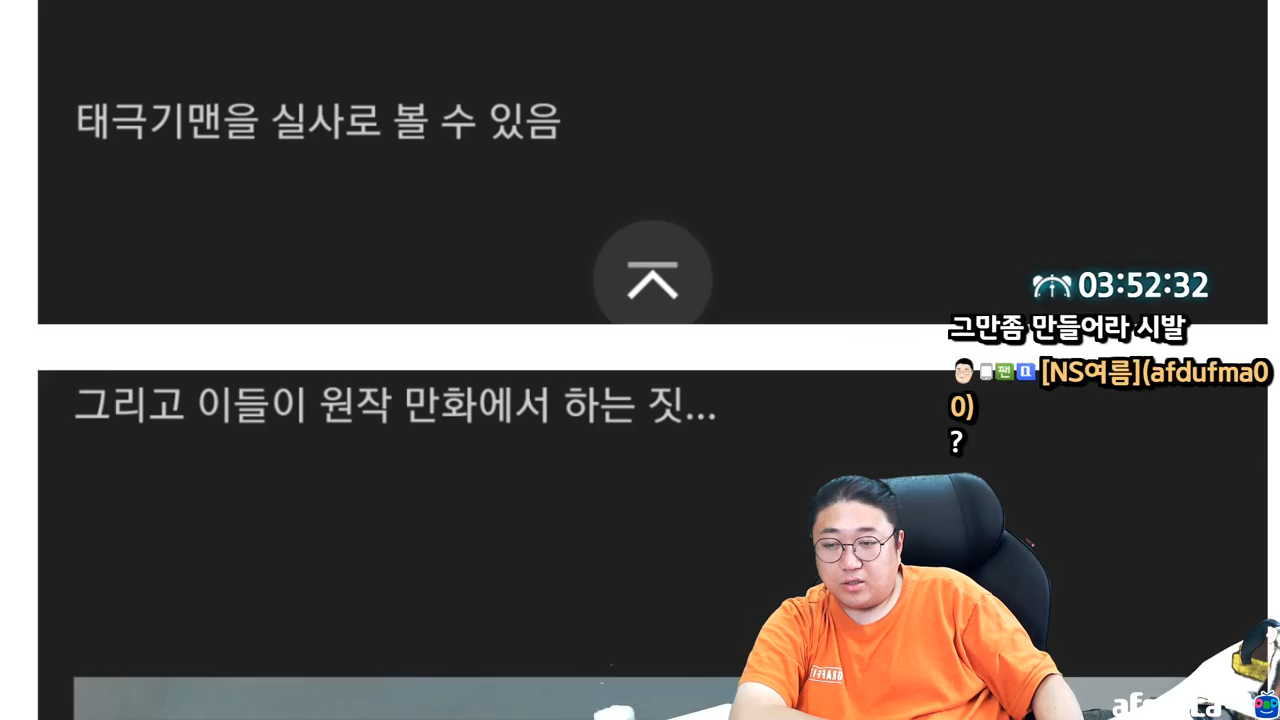 태극기맨을 실사로 볼 수 있음
03:52:32
그만좀 만들어라 시발
팬 [NS여름](afdufma0
0)
?
그리고 이들이 원작 만화에서 하는 짓...